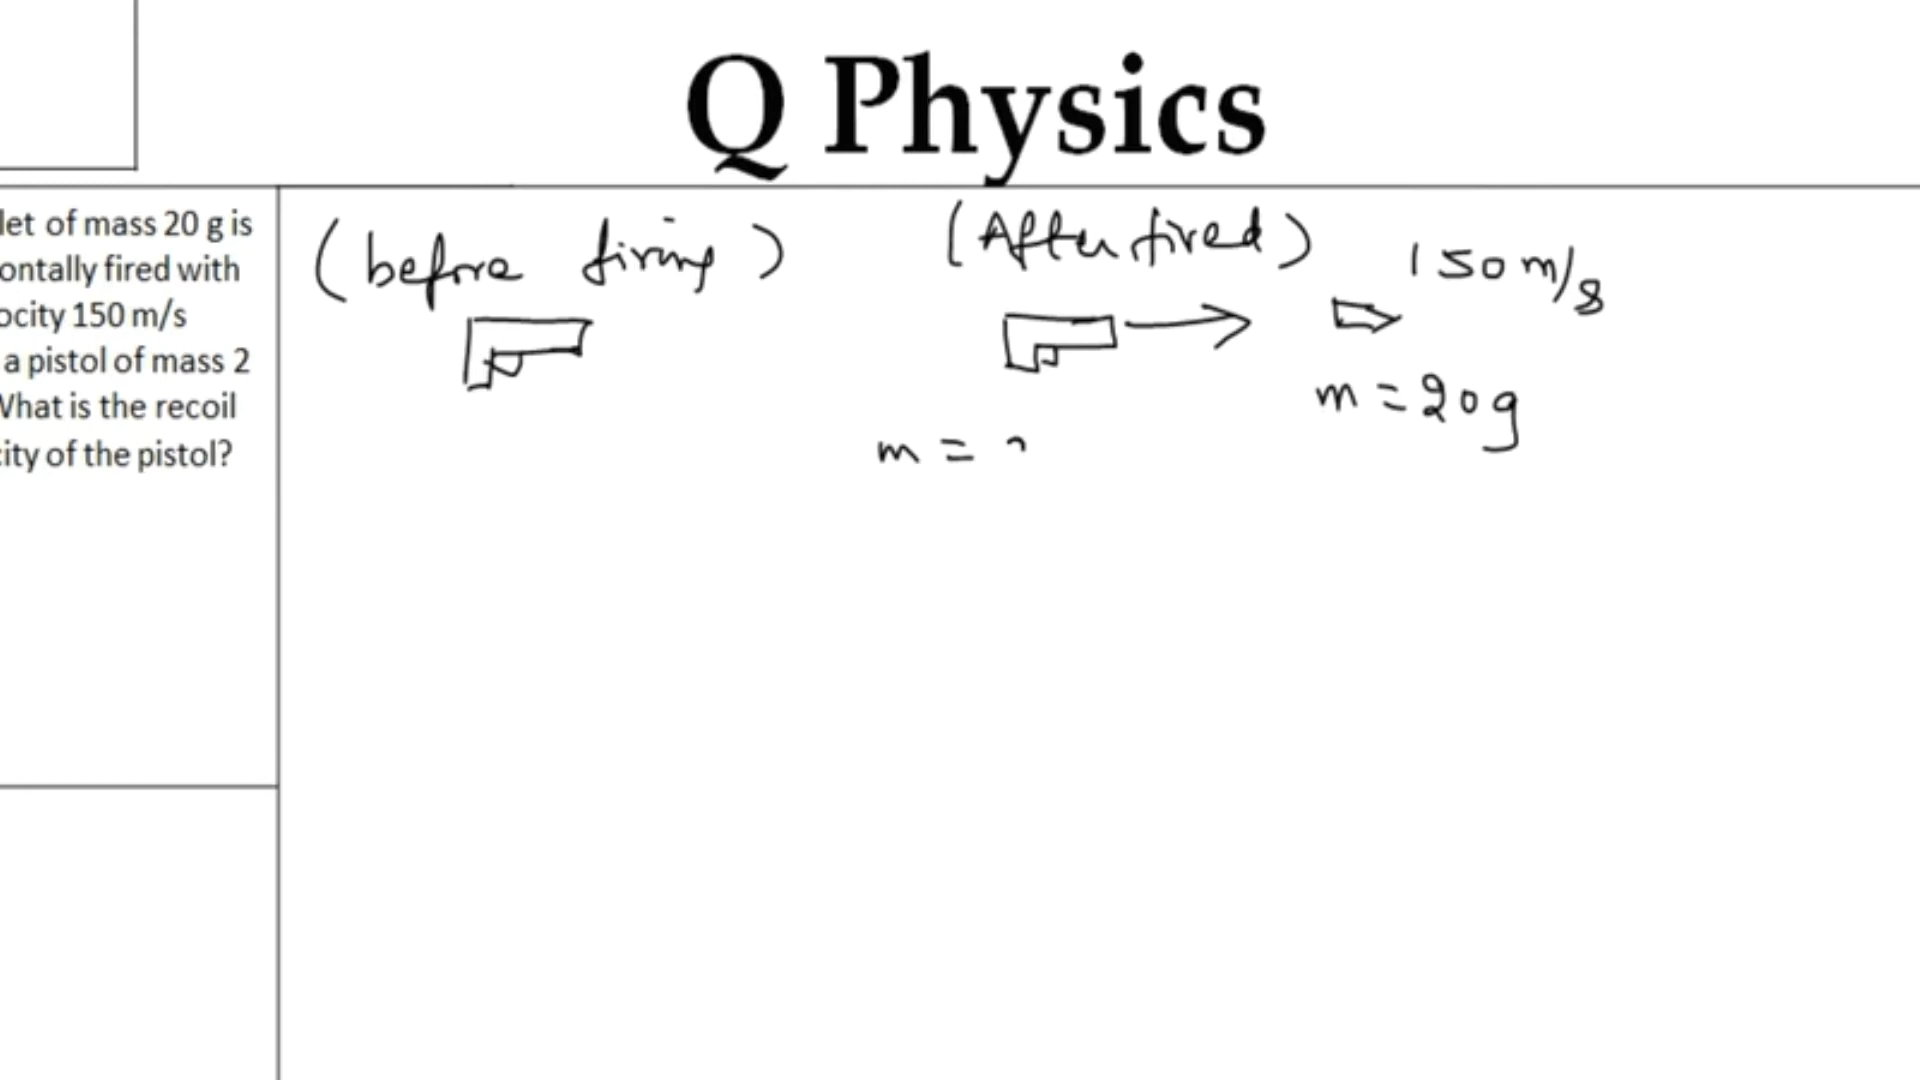 Q Physics
let of mass 20 g is
ontally fired with
ocity 150 m/s
a pistol of mass 2
What is the recoil
city of the pistol?
(before firing)
(After fired)
150 m/s
m = 20g
m =